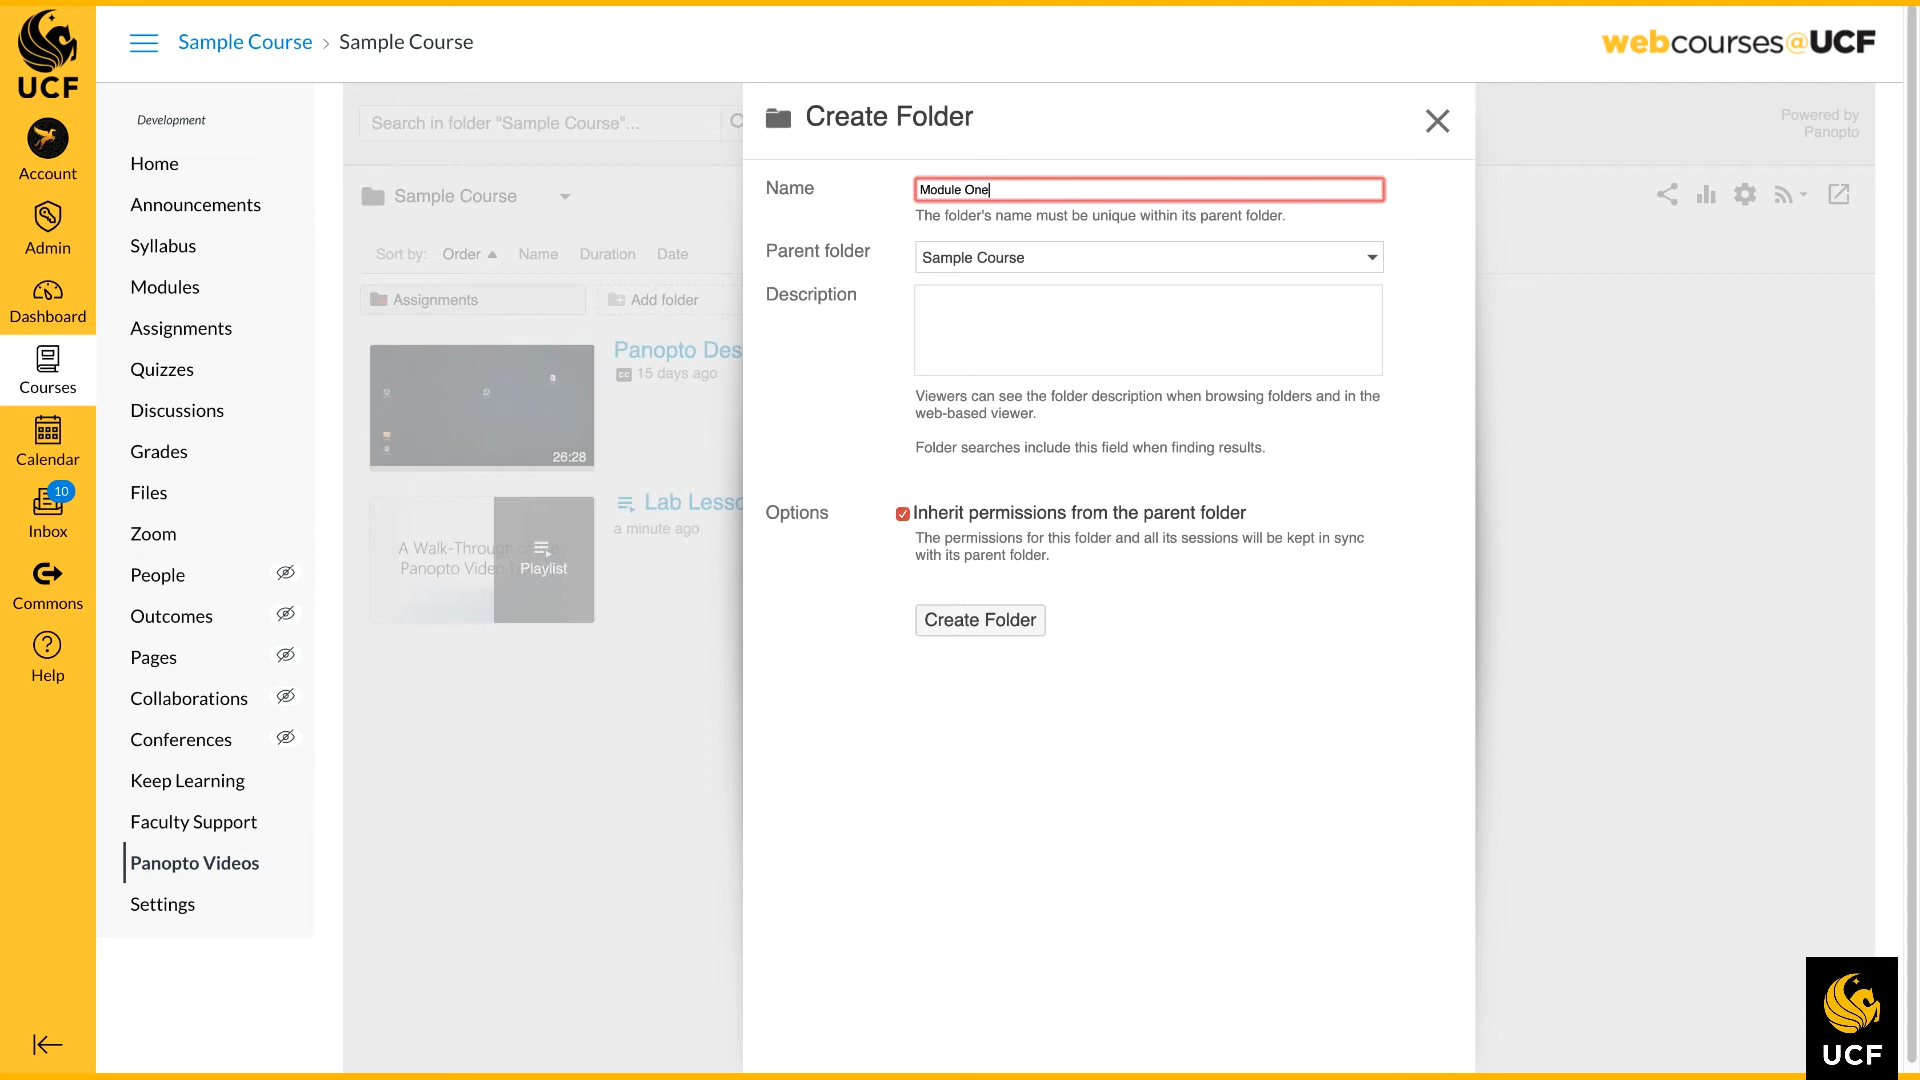 UCF
Account
Admin
Dashboard
Courses
Calendar
10
Inbox
Commons
Help
Sample Course > Sample Course
webcourses@UCF
Development
Home
Announcements
Syllabus
Modules
Assignments
Quizzes
Discussions
Grades
Files
Zoom
People
Outcomes
Pages
Collaborations
Conferences
Keep Learning
Faculty Support
Panopto Videos
Settings
Search in folder "Sample Course"...
Sample Course
Sort by: Order Name Duration Date
Assignments
Add folder
Panopto Des
CC 15 days ago
26:28
Lab Lesso
a minute ago
A Walk-Through of the
Panopto Video L
Playlist
Create Folder
Name
Module One
The folder's name must be unique within its parent folder.
Parent folder
Sample Course
Description
Viewers can see the folder description when browsing folders and in the
web-based viewer.
Folder searches include this field when finding results.
Options
Inherit permissions from the parent folder
The permissions for this folder and all its sessions will be kept in sync
with its parent folder.
Create Folder
Powered by
Panopto
UCF